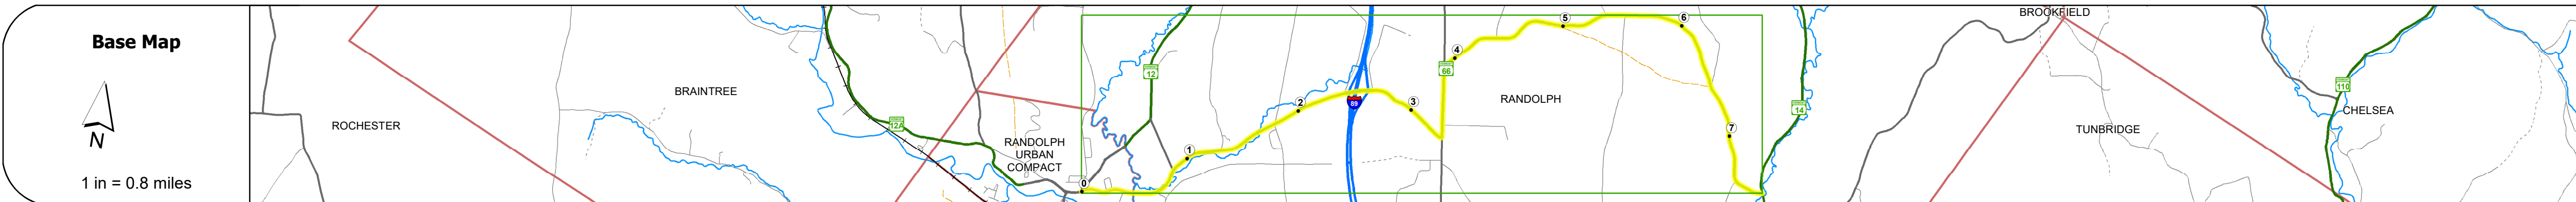 Base Map
N
1 in = 0.8 miles
ROCHESTER
BRAINTREE
12A
RANDOLPH
URBAN
COMPACT
0
1
12
2
89
3
66
4
5
RANDOLPH
6
7
14
BROOKFIELD
TUNBRIDGE
110
CHELSEA